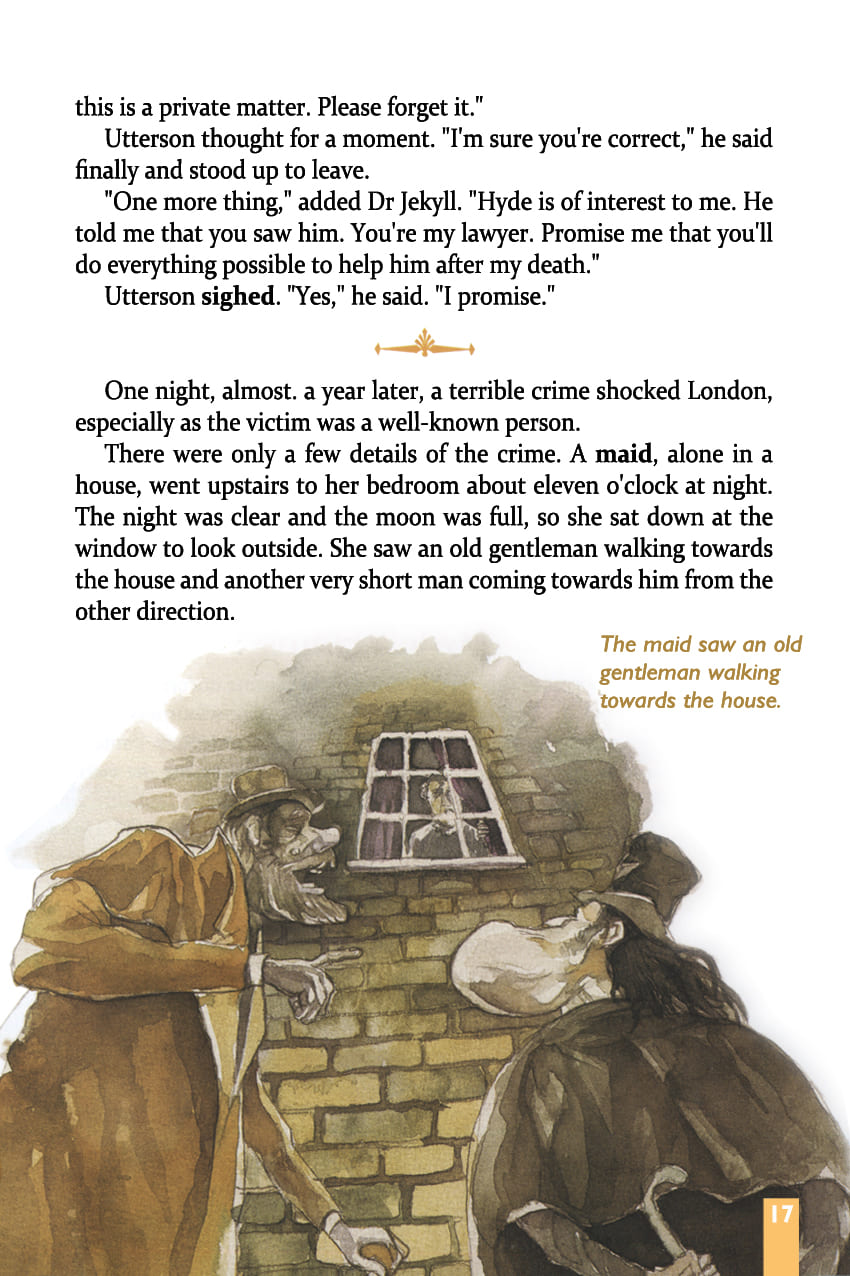 this is a private matter. Please forget it."
Utterson thought for a moment. "I'm sure you're correct," he said
finally and stood up to leave.
"One more thing," added Dr Jekyll. "Hyde is of interest to me. He
told me that you saw him. You're my lawyer. Promise me that you'll
do everything possible to help him after my death."
Utterson sighed. "Yes," he said. "I promise."
One night, almost. a year later, a terrible crime shocked London,
especially as the victim was a well-known person.
There were only a few details of the crime. A maid, alone in a
house, went upstairs to her bedroom about eleven o'clock at night.
The night was clear and the moon was full, so she sat down at the
window to look outside. She saw an old gentleman walking towards
the house and another very short man coming towards him from the
other direction.
The maid saw an old
gentleman walking
towards the house.
17